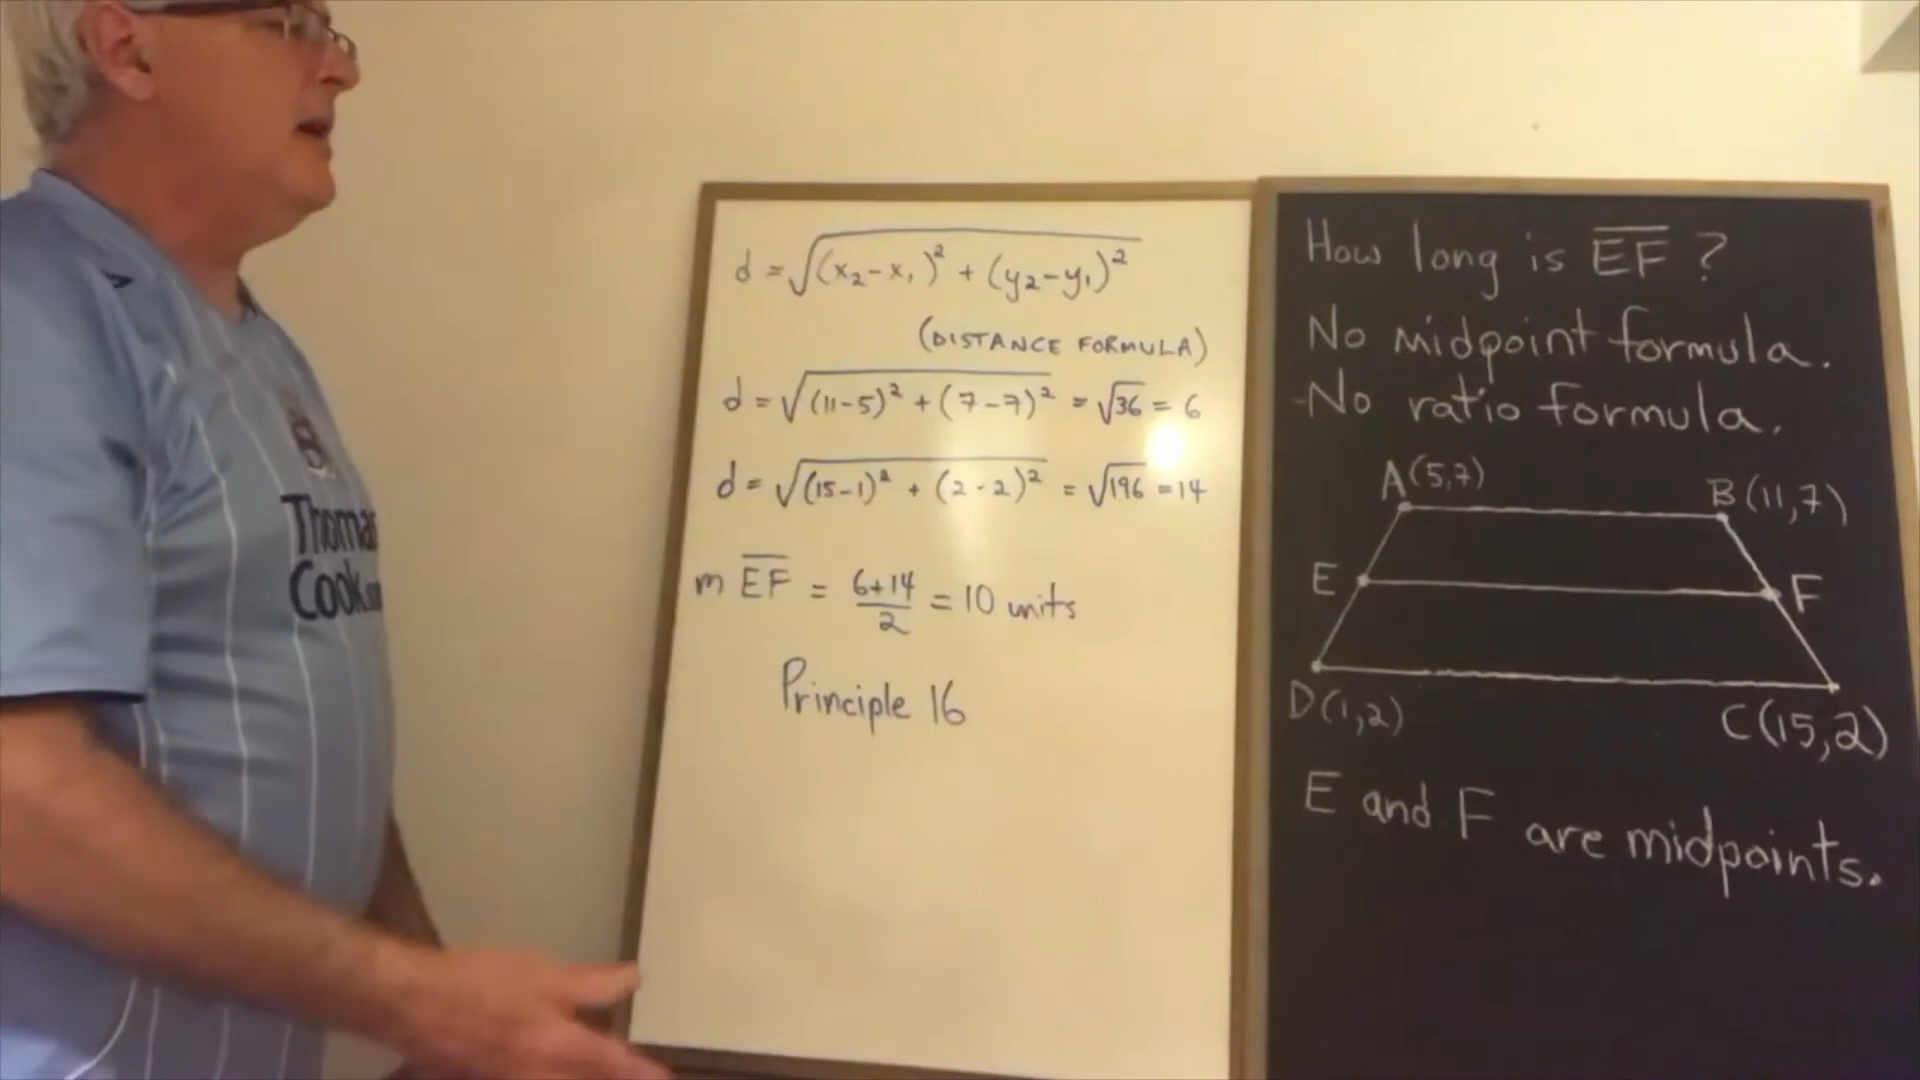 d = √(x₂-x₁)² + (y₂-y₁)²
(DISTANCE FORMULA)
d = √(11-5)² + (7-7)² = √36 = 6
d = √(15-1)² + (2-2)² = √196 = 14
m EF = 6+14/2 = 10 units
Principle 16
How long is EF ?
No midpoint formula.
No ratio formula.
A(5,7)
B(11,7)
E
F
D(1,2)
C(15,2)
E and F are midpoints.
Thomas
Cook